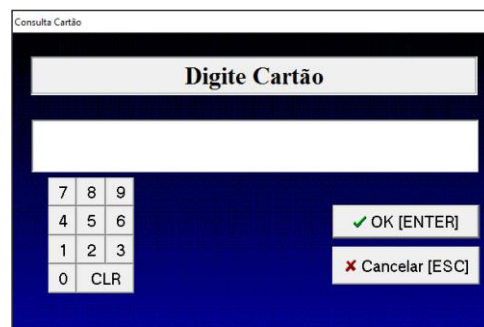 Consulta Cartão
Digite Cartão
7 8 9
4 5 6
1 2 3
0 CLR
OK [ENTER]
Cancelar [ESC]